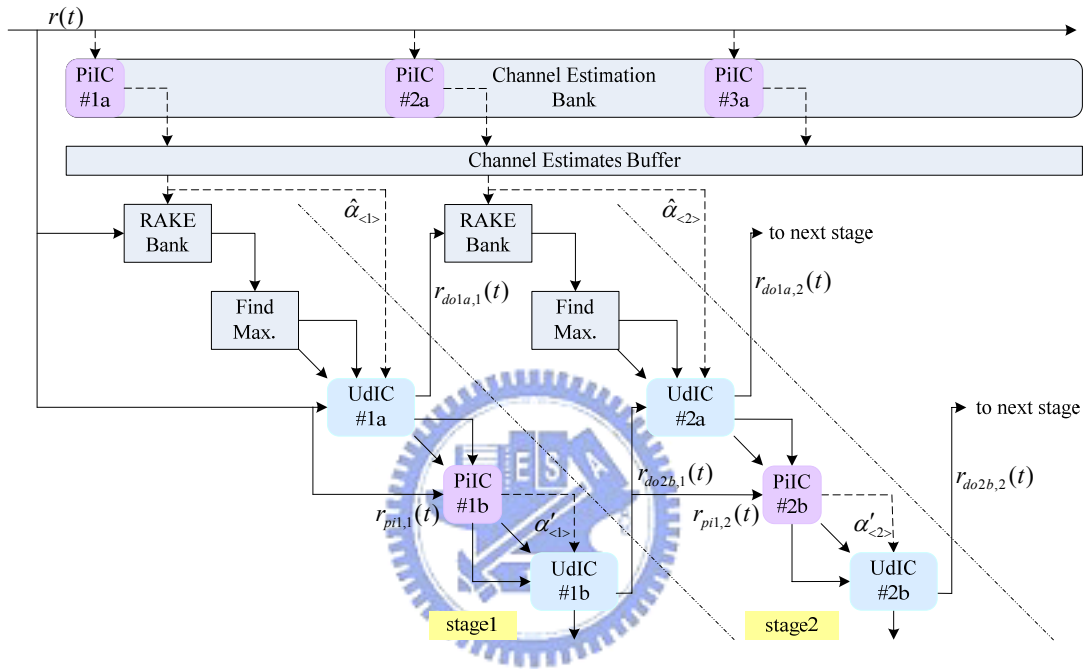 r(t)
PiIC
#1a
PiIC
#2a
Channel Estimation
Bank
PiIC
#3a
Channel Estimates Buffer
RAKE
Bank
α̂<1>
RAKE
Bank
α̂<2>
to next stage
Find
Max.
r_do1a,1(t)
Find
Max.
r_do1a,2(t)
UdIC
#1a
UdIC
#2a
to next stage
ESA
PiIC
#1b
r_pi1,1(t)
α′<1>
r_do2b,1(t)
PiIC
#2b
r_pi1,2(t)
α′<2>
r_do2b,2(t)
UdIC
#1b
UdIC
#2b
stage1
stage2